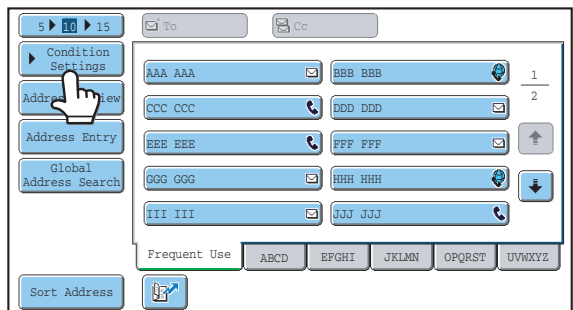 5 10 15
To
Cc
Condition
Settings
AAA AAA
BBB BBB
1
2
CCC CCC
DDD DDD
Address Entry
EEE EEE
FFF FFF
Global
Address Search
GGG GGG
HHH HHH
III III
JJJ JJJ
Frequent Use
ABCD
EFGHI
JKLMN
OPQRST
UVWXYZ
Sort Address